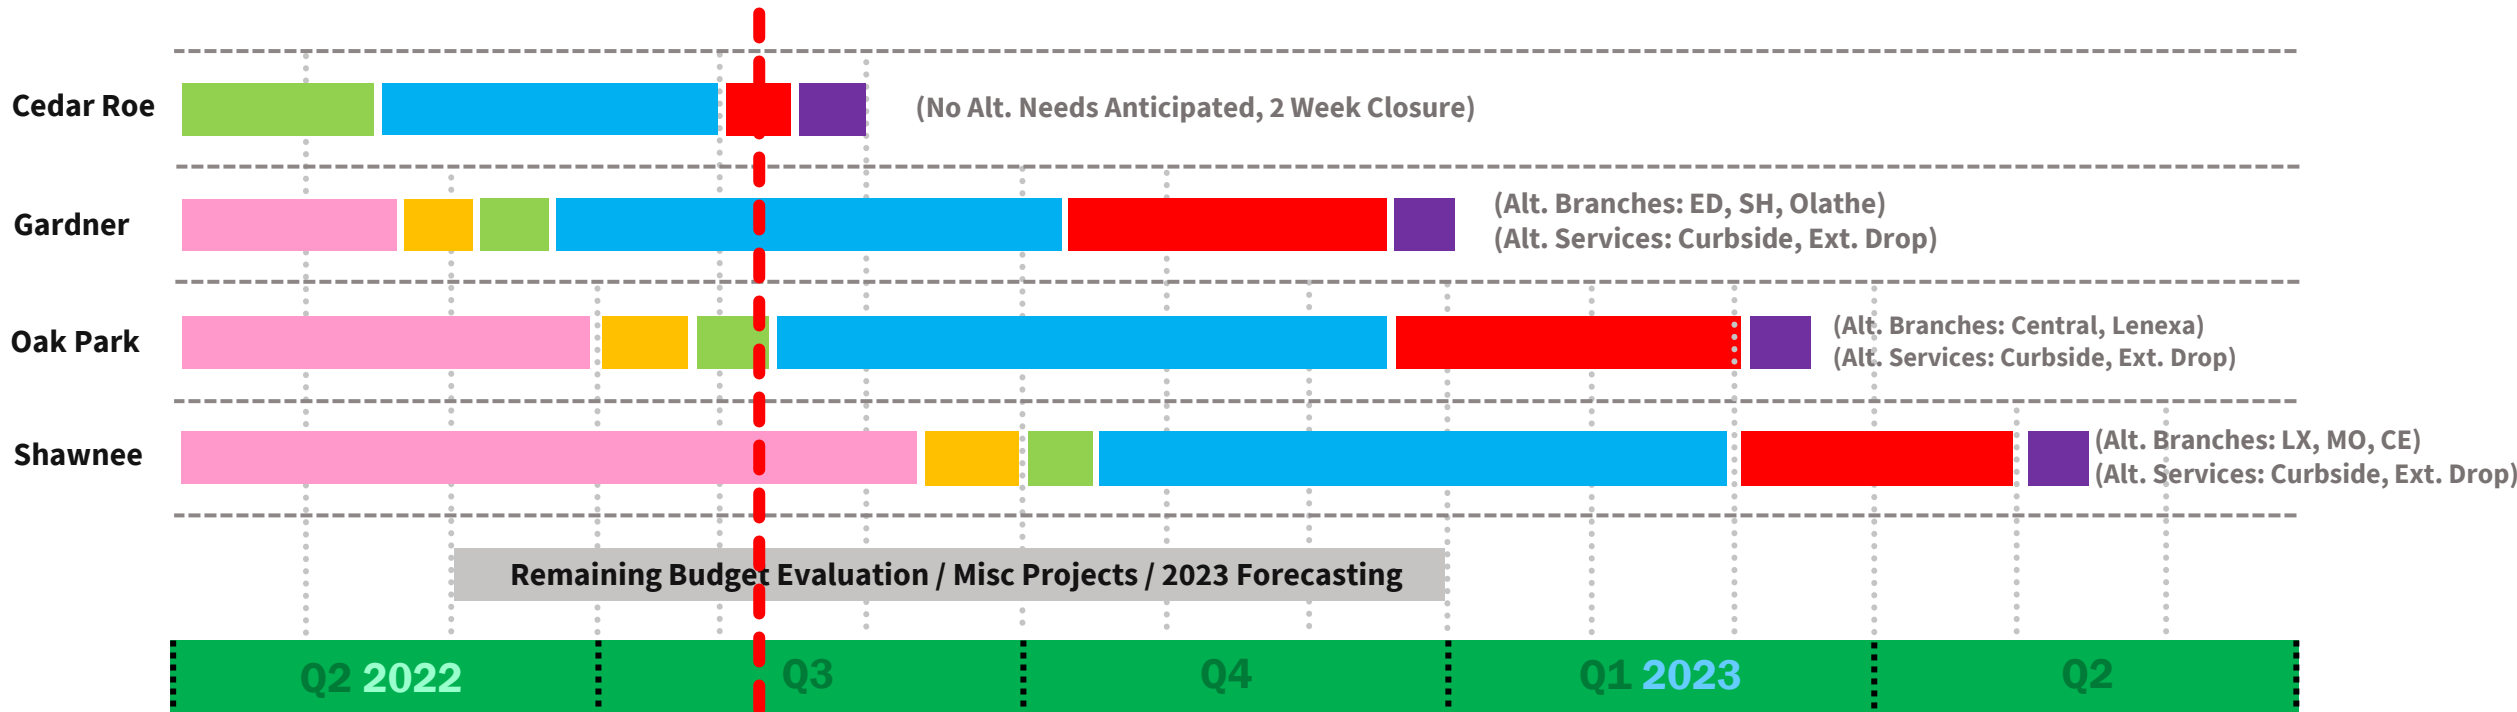 Cedar Roe
(No Alt. Needs Anticipated, 2 Week Closure)
Gardner
(Alt. Branches: ED, SH, Olathe)
(Alt. Services: Curbside, Ext. Drop)
Oak Park
(Alt. Branches: Central, Lenexa)
(Alt. Services: Curbside, Ext. Drop)
Shawnee
(Alt. Branches: LX, MO, CE)
(Alt. Services: Curbside, Ext. Drop)
Remaining Budget Evaluation / Misc Projects / 2023 Forecasting
Q2 2022 Q3 Q4 Q1 2023 Q2